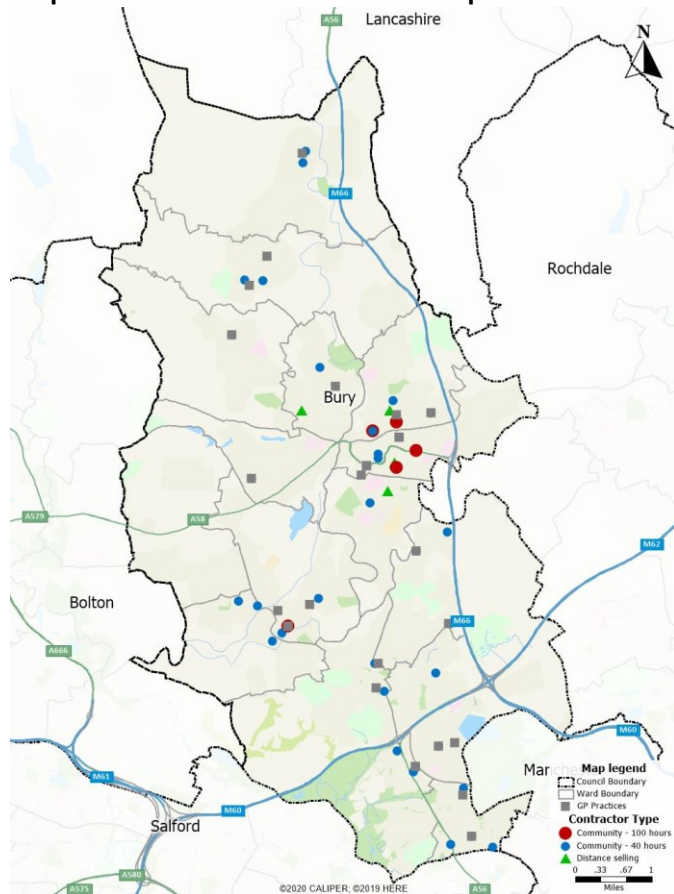 A56
Lancashire
N
M66
Rochdale
Bury
A579
A58
M62
Bolton
A666
M66
M60
M61
M60
Salford
Map legend
Council Boundary
Ward Boundary
GP Practices
Contractor Type
Community - 100 hours
Community - 40 hours
Distance selling
0 .33 .67 1
Miles
A580
A575
©2020 CALIPER; ©2019 HERE
A56